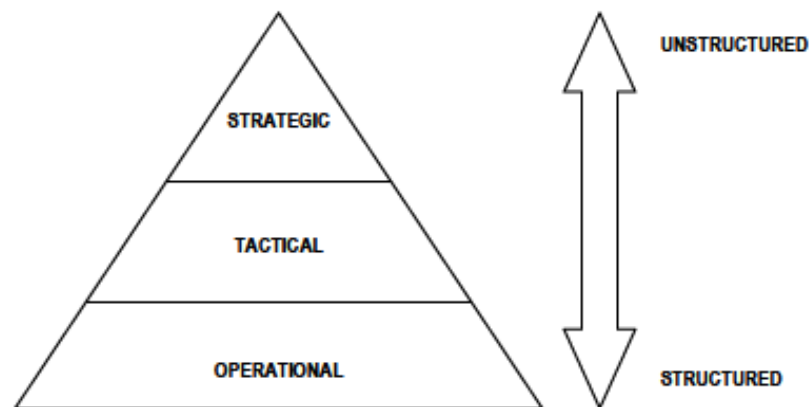 UNSTRUCTURED
STRATEGIC
TACTICAL
OPERATIONAL
STRUCTURED